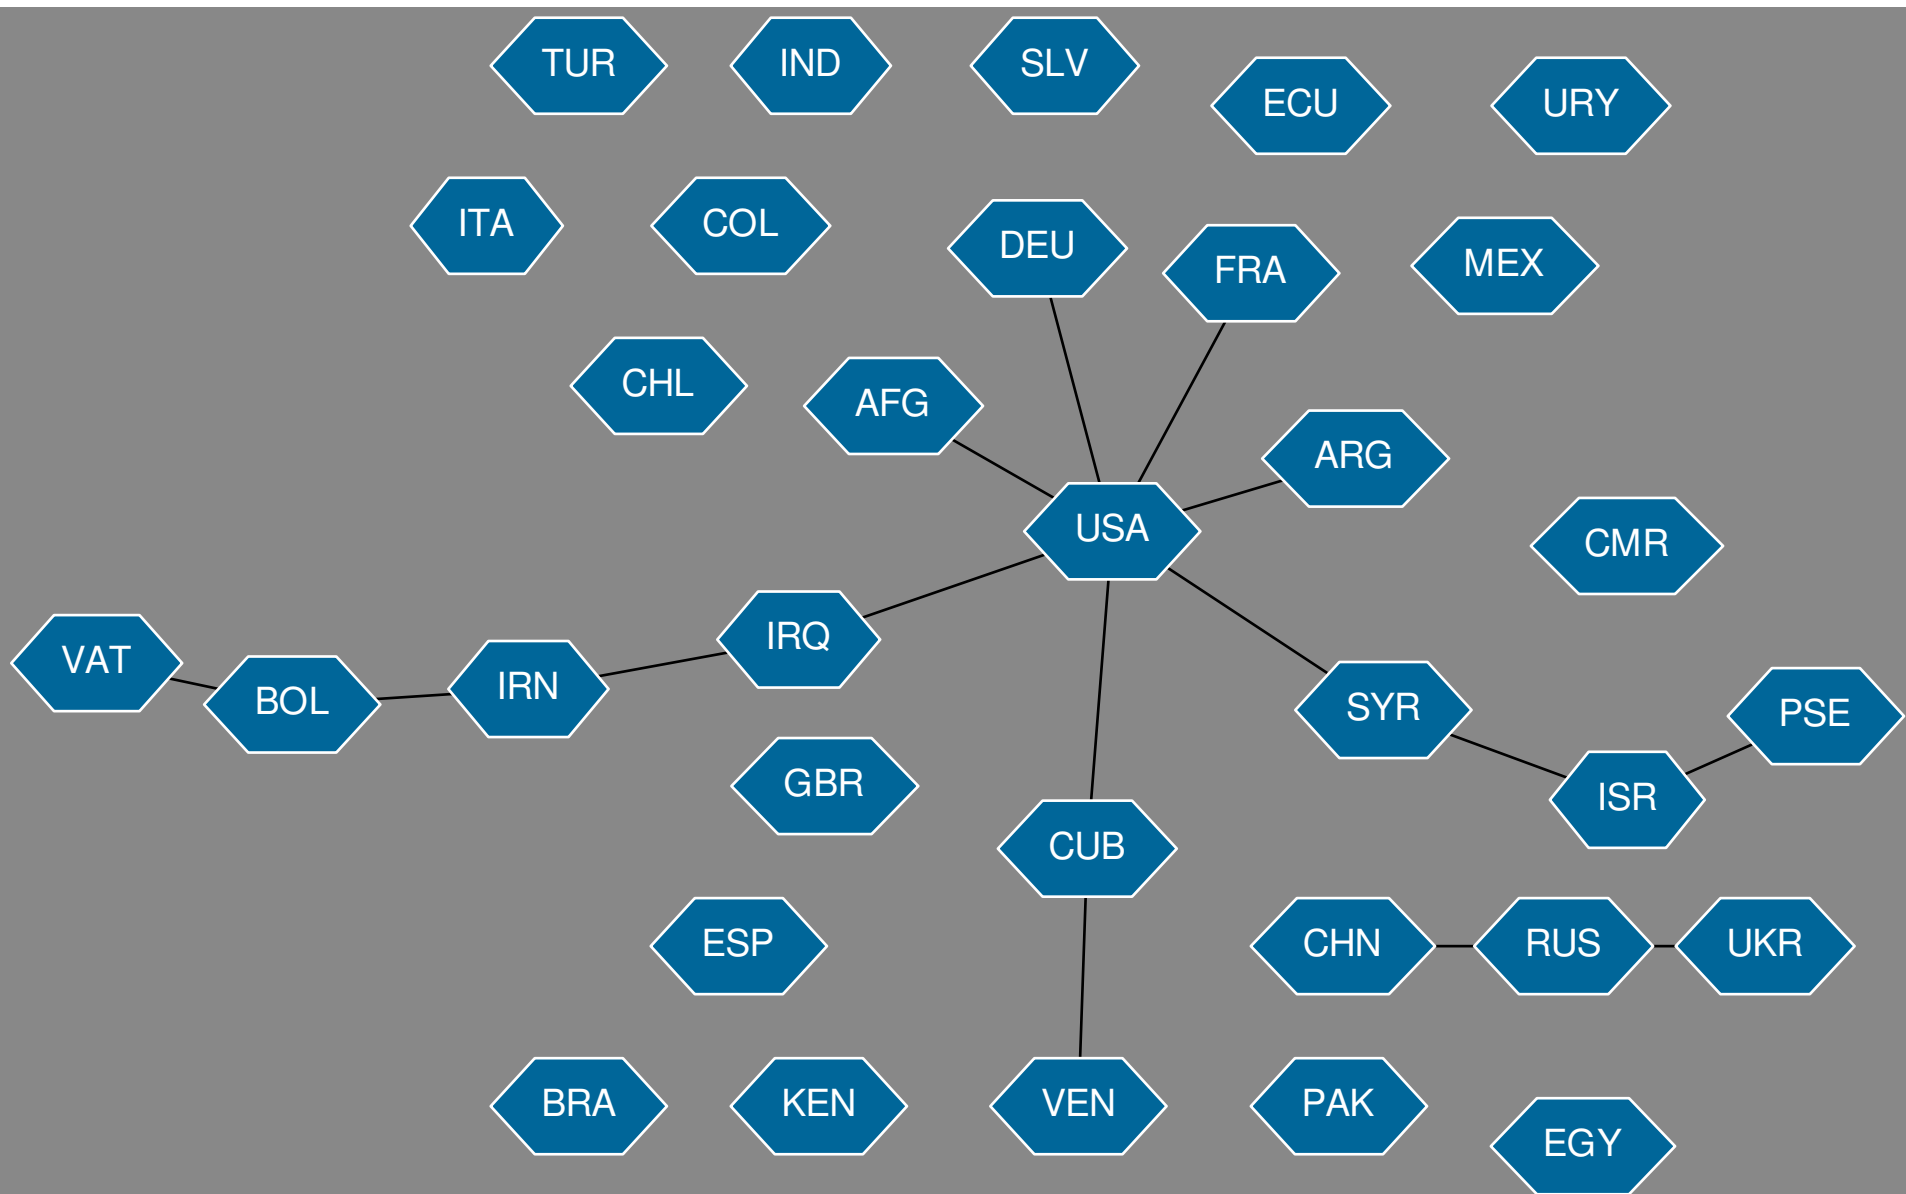 TUR
IND
SLV
ECU
URY
ITA
COL
DEU
FRA
MEX
CHL
AFG
ARG
USA
CMR
VAT
BOL
IRN
IRQ
SYR
PSE
GBR
ISR
CUB
ESP
CHN
RUS
UKR
BRA
KEN
VEN
PAK
EGY